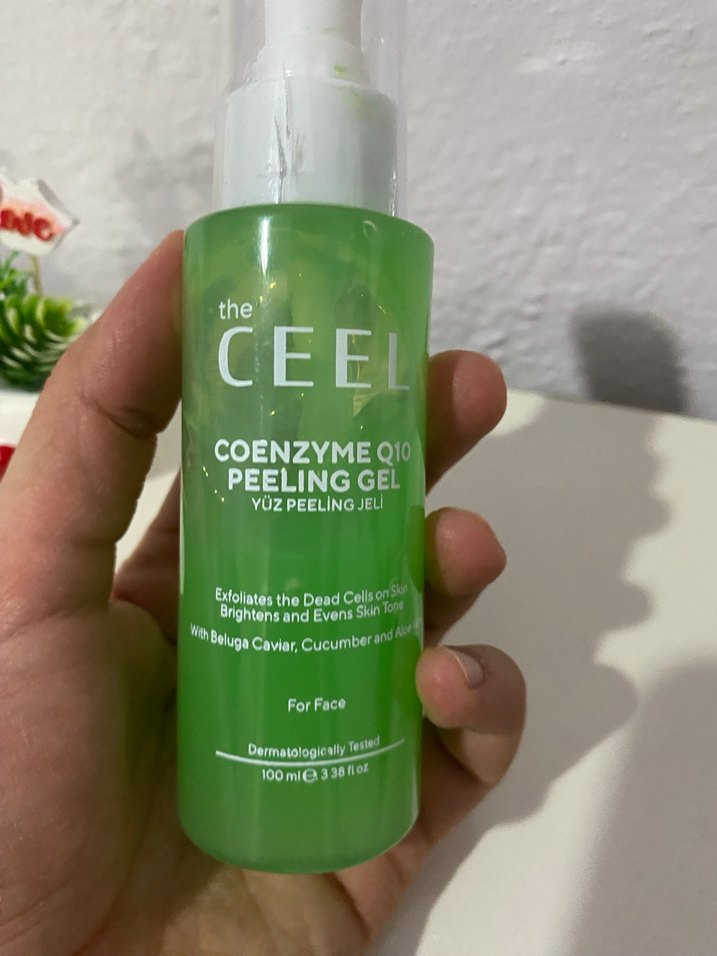 the
CEEL
COENZYME Q10
PEELING GEL
YÜZ PEELİNG JELİ
Exfoliates the Dead Cells on Skin
Brightens and Evens Skin Tone
With Beluga Caviar, Cucumber and Aloe
For Face
Dermatologically Tested
100 ml ℮ 3 38 fl oz